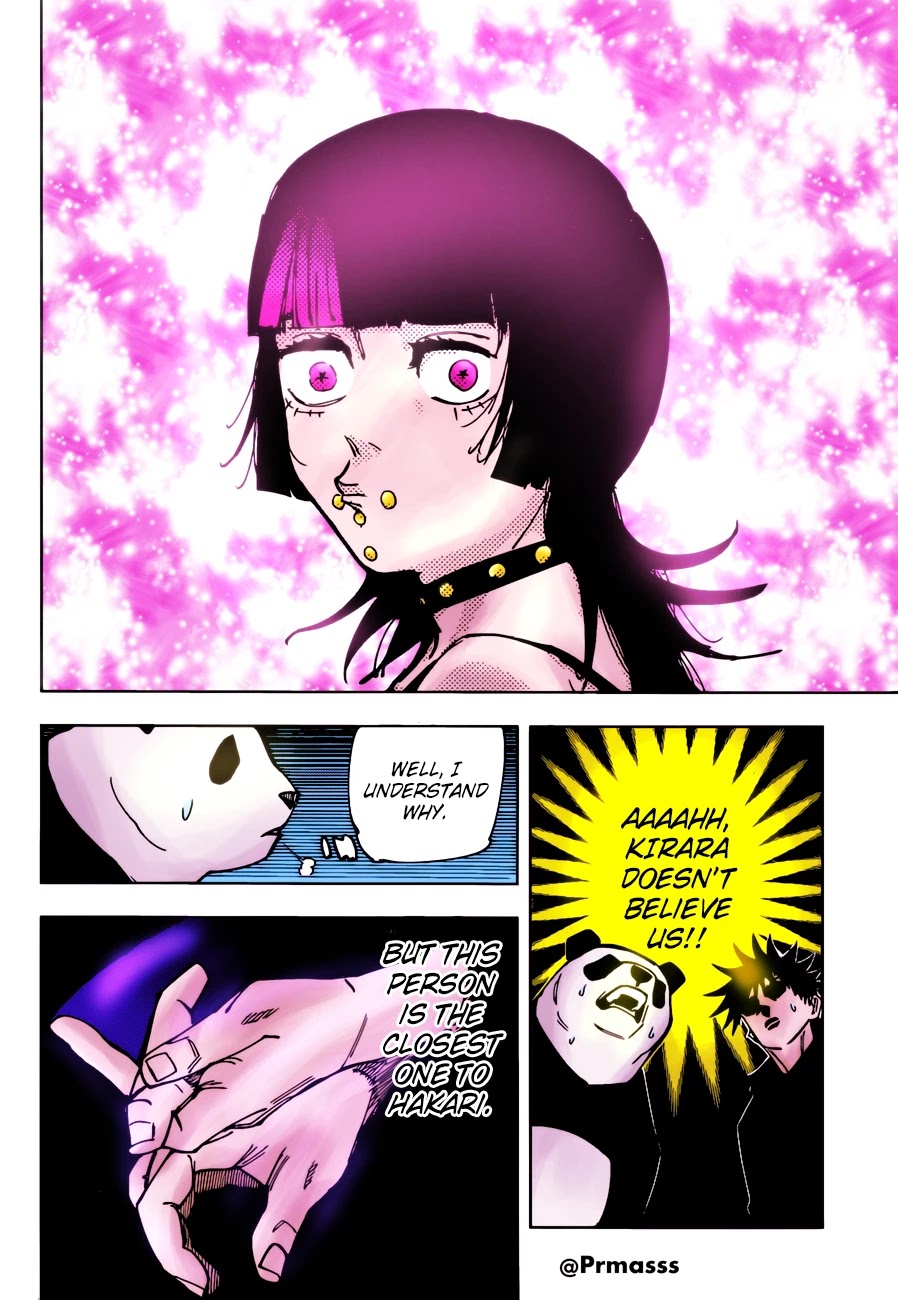 AAAAHH,
KIRARA
DOESN'T
BELIEVE
US!!
WELL, I
UNDERSTAND
WHY.
BUT THIS
PERSON
IS THE
CLOSEST
ONE TO
HAKARI.
@Prmasss